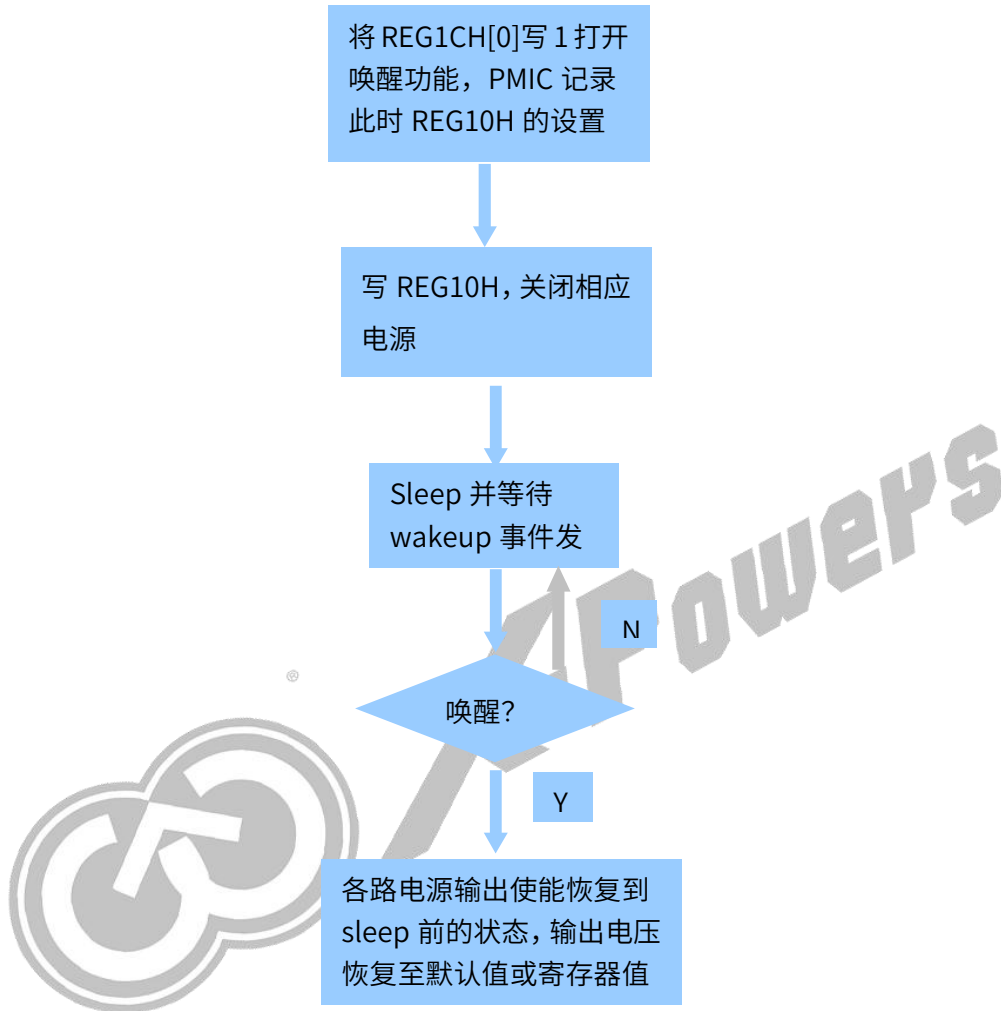 将 REG1CH[0]写 1 打开
唤醒功能，PMIC 记录
此时 REG10H 的设置
写 REG10H，关闭相应
电源
Sleep 并等待
wakeup 事件发
N
唤醒？
Y
各路电源输出使能恢复到
sleep 前的状态，输出电压
恢复至默认值或寄存器值
XPowers
®